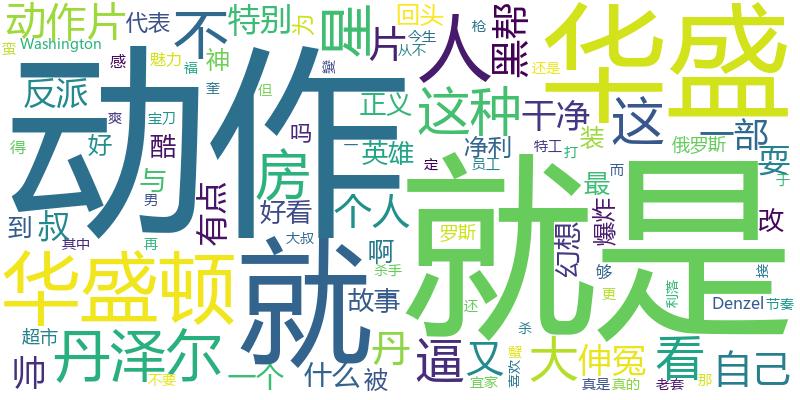 动作片
代表
不
特别
为
星
回头
今生
从不
枪
黑帮
华盛
蛮
Washington
感
魅力
福
神
片
人
还是
动作
反派
爽
宝刀
奎
但
正义
这种
干净
这
一部
得
好
酷
吗
一
英雄
净利
特工
装
打
俄罗斯
耍
于
与
男
房
定
员工
最
而
到
叔
有点
好看
个人
就是
幻想
爆炸
改
其中
再
大叔
啊
罗斯
够
接
华盛顿
就
杀手
故事
还
更
利落
Denzel
节奏
超市
丹泽尔
丹
逼
又
杀
大
伸冤
看
自己
帅
不要
一个
什么
被
宜家
喜欢
真是
真的
老套
那